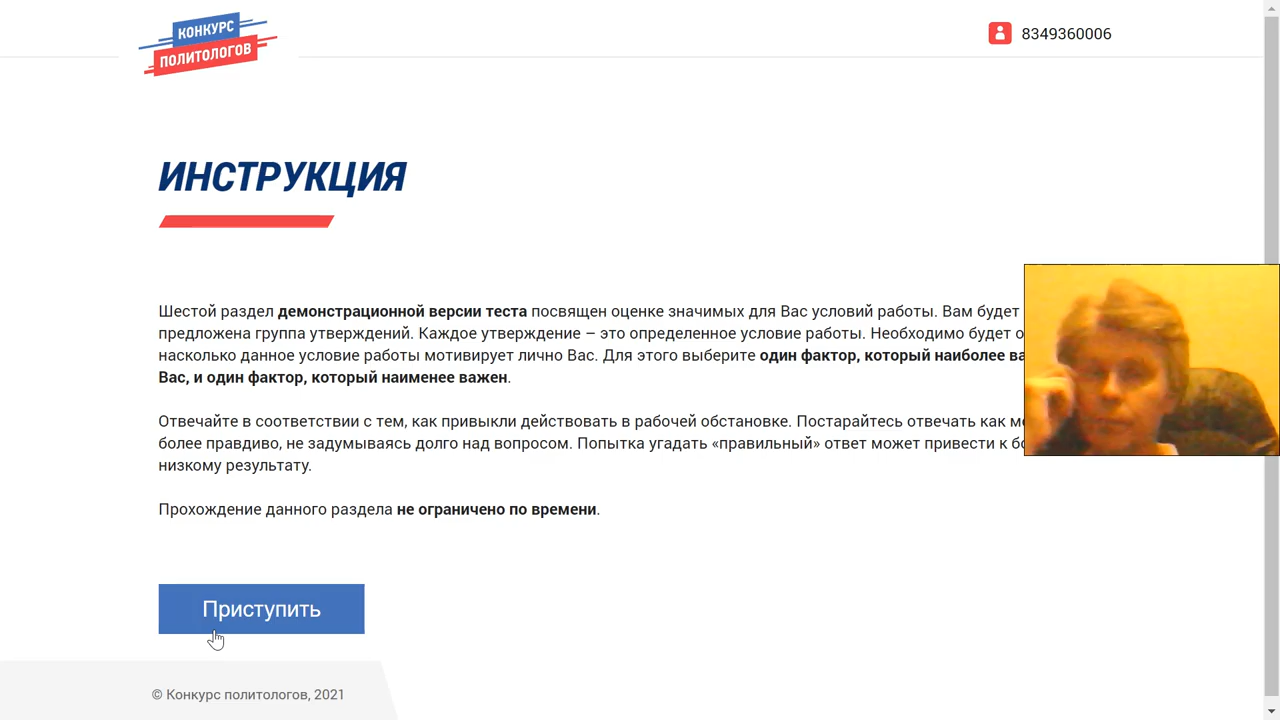 КОНКУРС
ПОЛИТОЛОГОВ
8349360006
ИНСТРУКЦИЯ
Шестой раздел демонстрационной версии теста посвящен оценке значимых для Вас условий работы. Вам будет
предложена группа утверждений. Каждое утверждение – это определенное условие работы. Необходимо будет
насколько данное условие работы мотивирует лично Вас. Для этого выберите один фактор, который наиболее
Вас, и один фактор, который наименее важен.
Отвечайте в соответствии с тем, как привыкли действовать в рабочей обстановке. Постарайтесь отвечать как
более правдиво, не задумываясь долго над вопросом. Попытка угадать «правильный» ответ может привести к
низкому результату.
Прохождение данного раздела не ограничено по времени.
Приступить
© Конкурс политологов, 2021